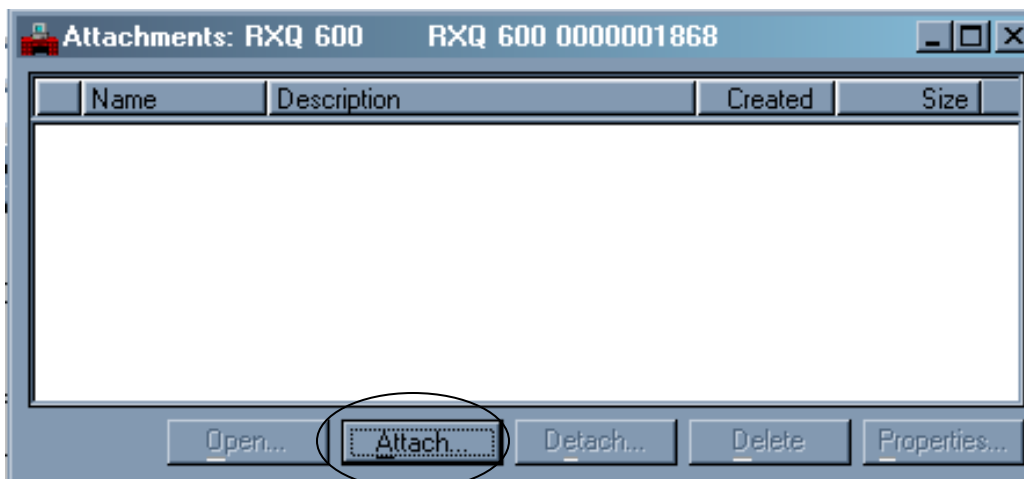 Attachments: RXQ 600 RXQ 600 0000001868
Name Description Created Size
Open... Attach... Detach... Delete Properties...